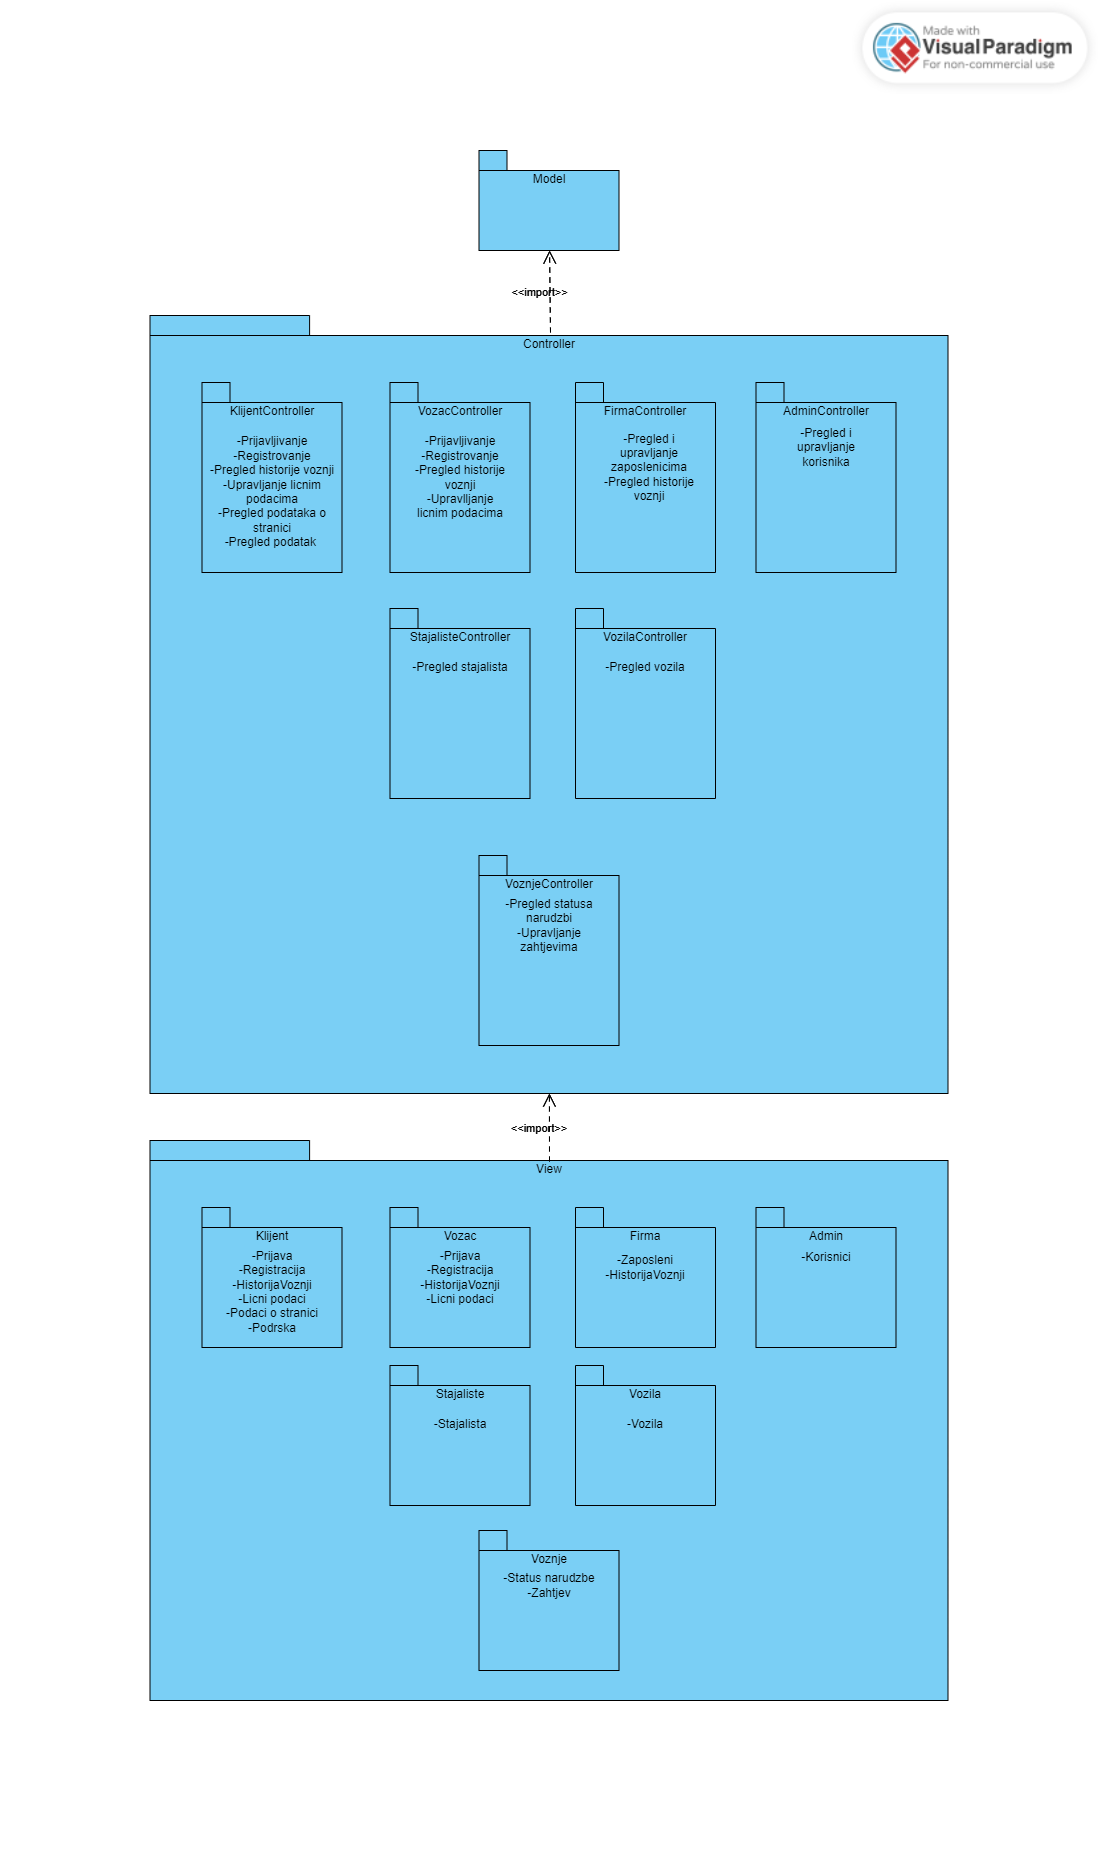 Made with
VisualParadigm
For non-commercial use
Model
<<import>>
Controller
KlijentController
-Prijavljivanje
-Registrovanje
-Pregled historije voznji
-Upravljanje licnim
podacima
-Pregled podataka o
stranici
-Pregled podatak
VozacController
-Prijavljivanje
-Registrovanje
-Pregled historije
voznji
-Upravlljanje
licnim podacima
FirmaController
-Pregled i
upravljanje
zaposlenicima
-Pregled historije
voznji
AdminController
-Pregled i
upravljanje
korisnika
StajalisteController
-Pregled stajalista
VozilaController
-Pregled vozila
VoznjeController
-Pregled statusa
narudzbi
-Upravljanje
zahtjevima
<<import>>
View
Klijent
-Prijava
-Registracija
-HistorijaVoznji
-Licni podaci
-Podaci o stranici
-Podrska
Vozac
-Prijava
-Registracija
-HistorijaVoznji
-Licni podaci
Firma
-Zaposleni
-HistorijaVoznji
Admin
-Korisnici
Stajaliste
-Stajalista
Vozila
-Vozila
Voznje
-Status narudzbe
-Zahtjev